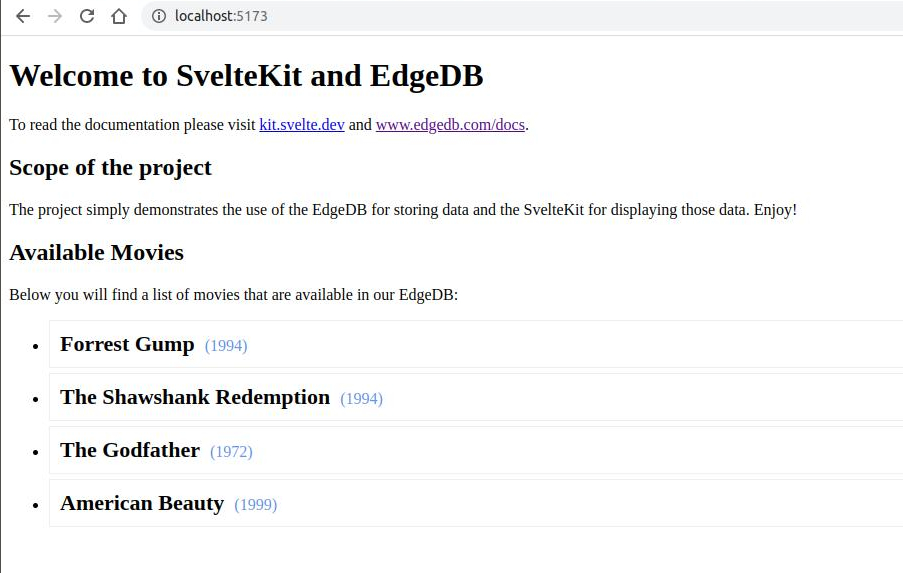 localhost:5173
Welcome to SvelteKit and EdgeDB
To read the documentation please visit kit.svelte.dev and www.edgedb.com/docs.
Scope of the project
The project simply demonstrates the use of the EdgeDB for storing data and the SvelteKit for displaying those data. Enjoy!
Available Movies
Below you will find a list of movies that are available in our EdgeDB:
Forrest Gump (1994)
The Shawshank Redemption (1994)
The Godfather (1972)
American Beauty (1999)